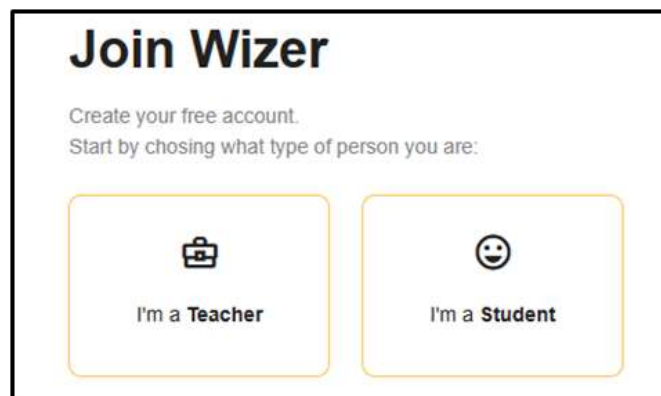 Join Wizer
Create your free account.
Start by chosing what type of person you are:
I'm a Teacher
I'm a Student